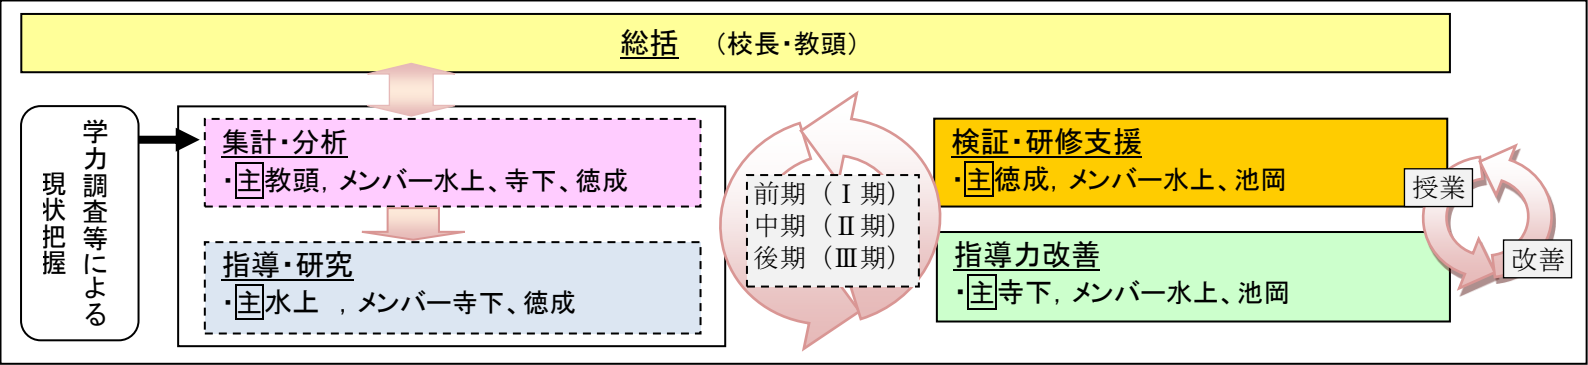 総括　（校長・教頭）
学力調査等による
現状把握
集計・分析
・主教頭，メンバー水上、寺下、徳成
指導・研究
・主水上　，メンバー寺下、徳成
前期（Ⅰ期）
中期（Ⅱ期）
後期（Ⅲ期）
検証・研修支援
・主徳成，メンバー水上、池岡
指導力改善
・主寺下，メンバー水上、池岡
授業
改善